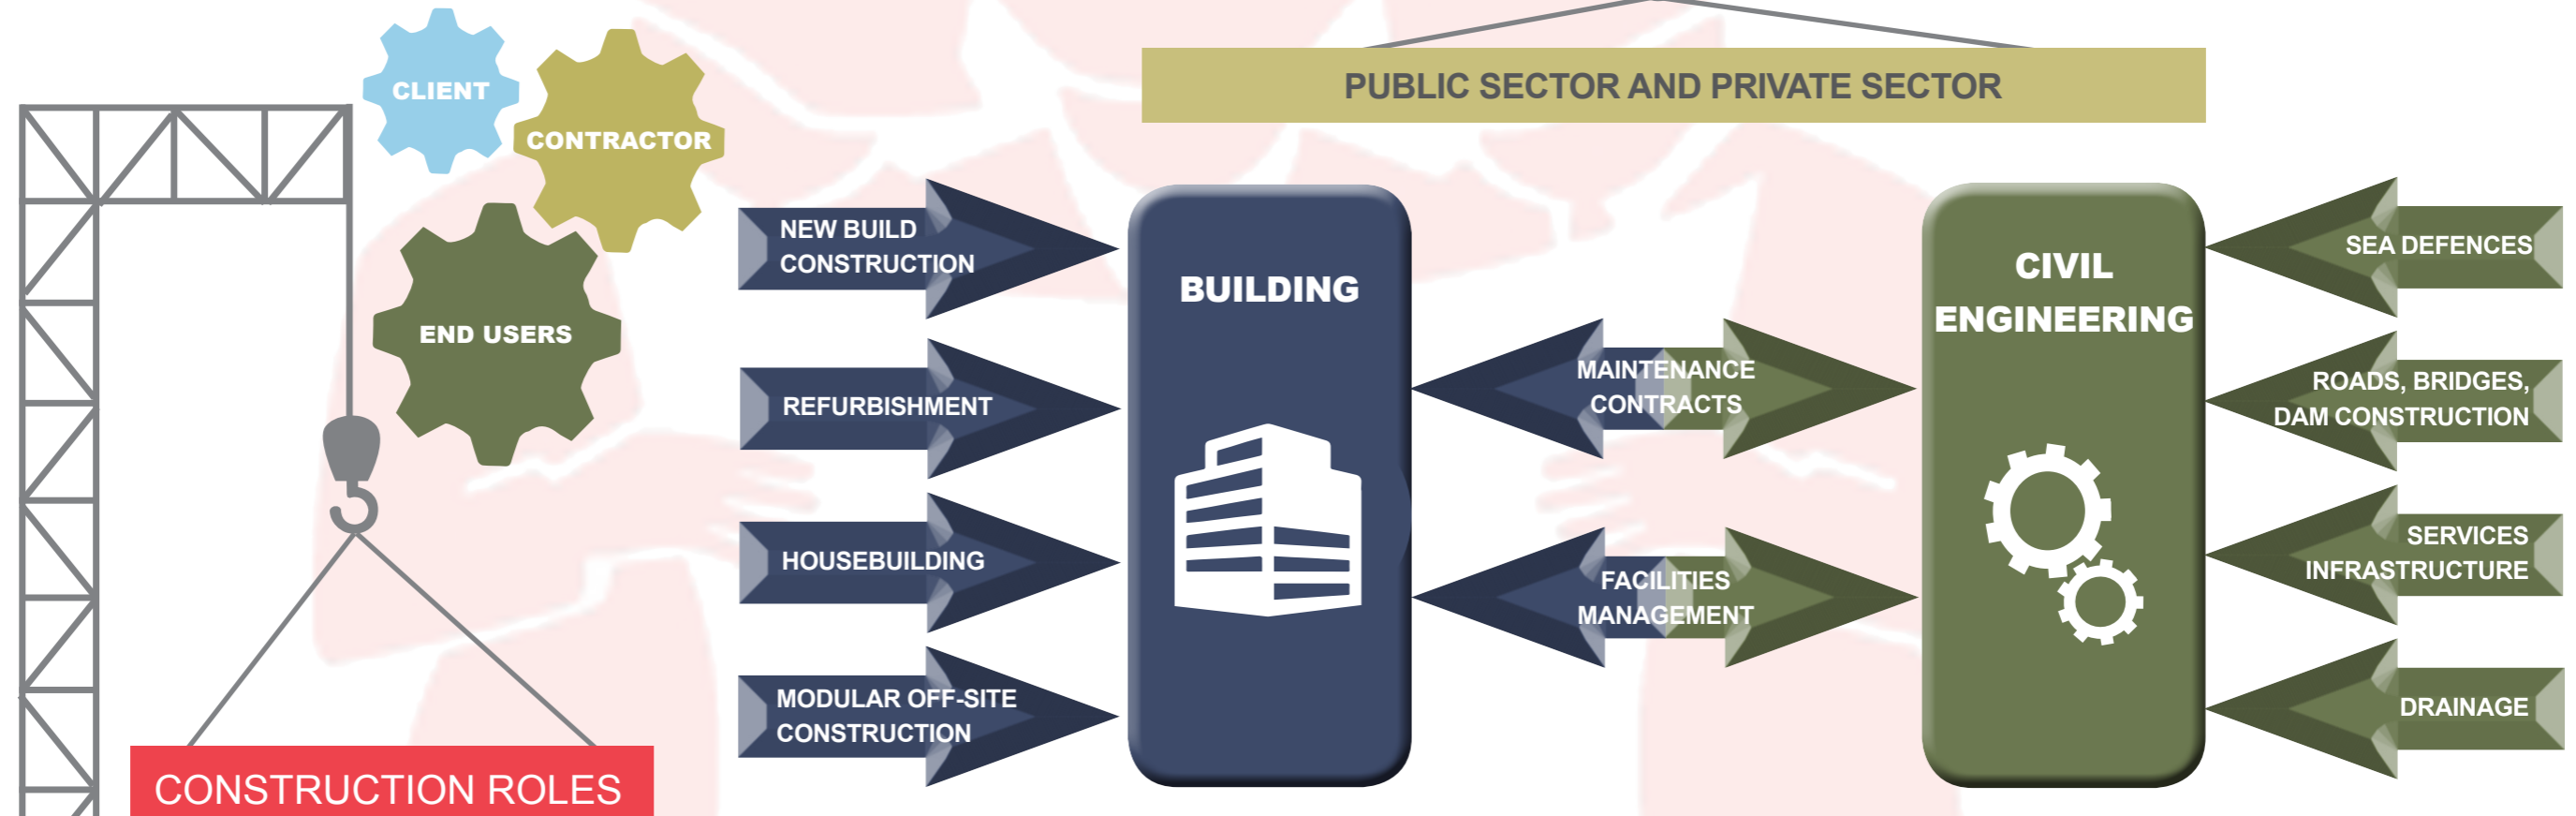 CLIENT
CONTRACTOR
END USERS
CONSTRUCTION ROLES
PUBLIC SECTOR AND PRIVATE SECTOR
NEW BUILD
CONSTRUCTION
REFURBISHMENT
HOUSEBUILDING
MODULAR OFF-SITE
CONSTRUCTION
BUILDING
MAINTENANCE
CONTRACTS
FACILITIES
MANAGEMENT
CIVIL
ENGINEERING
SEA DEFENCES
ROADS, BRIDGES,
DAM CONSTRUCTION
SERVICES
INFRASTRUCTURE
DRAINAGE